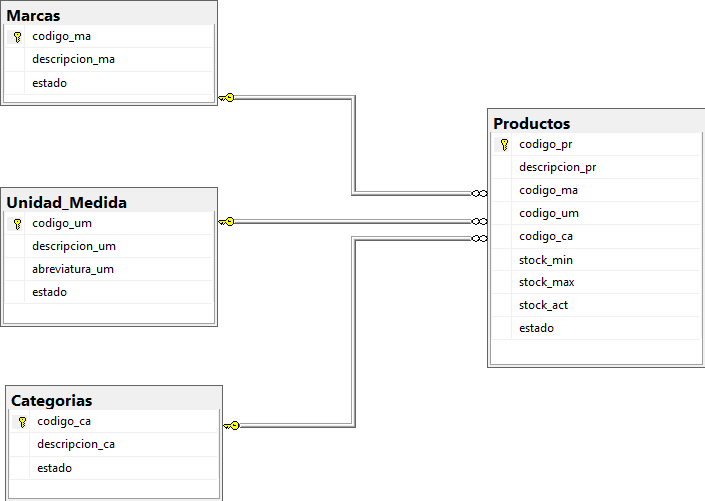 Marcas
codigo_ma
descripcion_ma
estado
Unidad_Medida
codigo_um
descripcion_um
abreviatura_um
estado
Categorias
codigo_ca
descripcion_ca
estado
Productos
codigo_pr
descripcion_pr
codigo_ma
codigo_um
codigo_ca
stock_min
stock_max
stock_act
estado